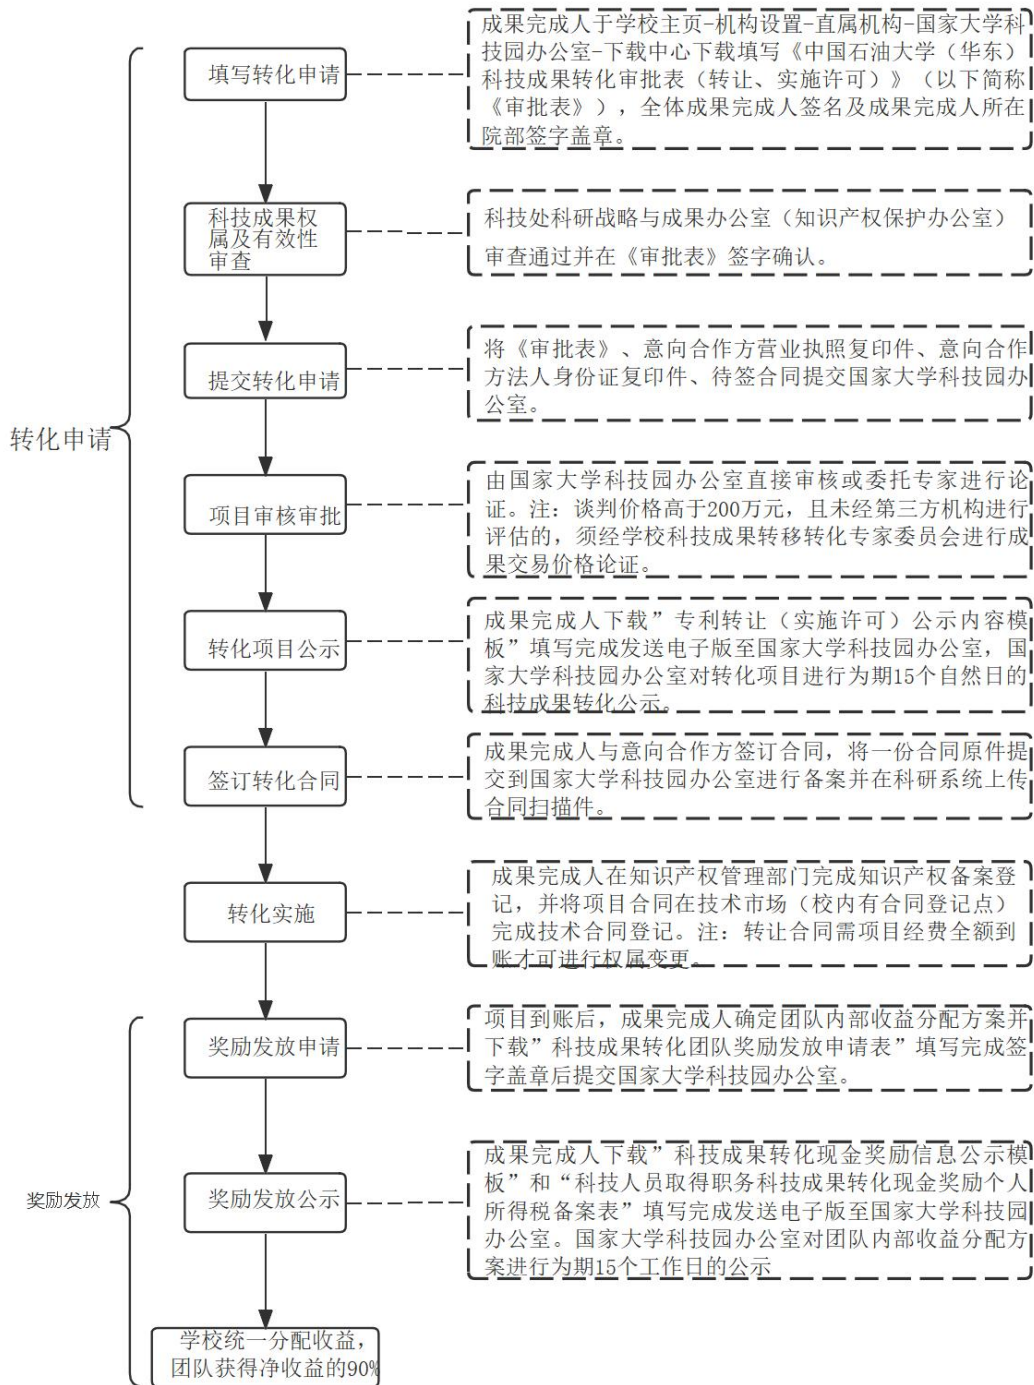 成果完成人于学校主页-机构设置-直属机构-国家大学科
技园办公室-下载中心下载填写《中国石油大学（华东）
科技成果转化审批表（转让、实施许可）》（以下简称
《审批表》），全体成果完成人签名及成果完成人所在
院部签字盖章。
填写转化申请
科技成果权
属及有效性
审查
科技处科研战略与成果办公室（知识产权保护办公室）
审查通过并在《审批表》签字确认。
提交转化申请
将《审批表》、意向合作方营业执照复印件、意向合作
方法人身份证复印件、待签合同提交国家大学科技园办
公室。
转化申请
项目审核审批
由国家大学科技园办公室直接审核或委托专家进行论
证。注：谈判价格高于200万元，且未经第三方机构进行
评估的，须经学校科技成果转移转化专家委员会进行成
果交易价格论证。
转化项目公示
成果完成人下载”专利转让（实施许可）公示内容模
板”填写完成发送电子版至国家大学科技园办公室，国
家大学科技园办公室对转化项目进行为期15个自然日的
科技成果转化公示。
签订转化合同
成果完成人与意向合作方签订合同，将一份合同原件提
交到国家大学科技园办公室进行备案并在科研系统上传
合同扫描件。
转化实施
成果完成人在知识产权管理部门完成知识产权备案登
记，并将项目合同在技术市场（校内有合同登记点）
完成技术合同登记。注：转让合同需项目经费全额到
账才可进行权属变更。
奖励发放申请
项目到账后，成果完成人确定团队内部收益分配方案并
下载”科技成果转化团队奖励发放申请表”填写完成签
字盖章后提交国家大学科技园办公室。
奖励发放
奖励发放公示
成果完成人下载”科技成果转化现金奖励信息公示模
板”和“科技人员取得职务科技成果转化现金奖励个人
所得税备案表”填写完成发送电子版至国家大学科技园
办公室。国家大学科技园办公室对团队内部收益分配方
案进行为期15个工作日的公示
学校统一分配收益，
团队获得净收益的90%